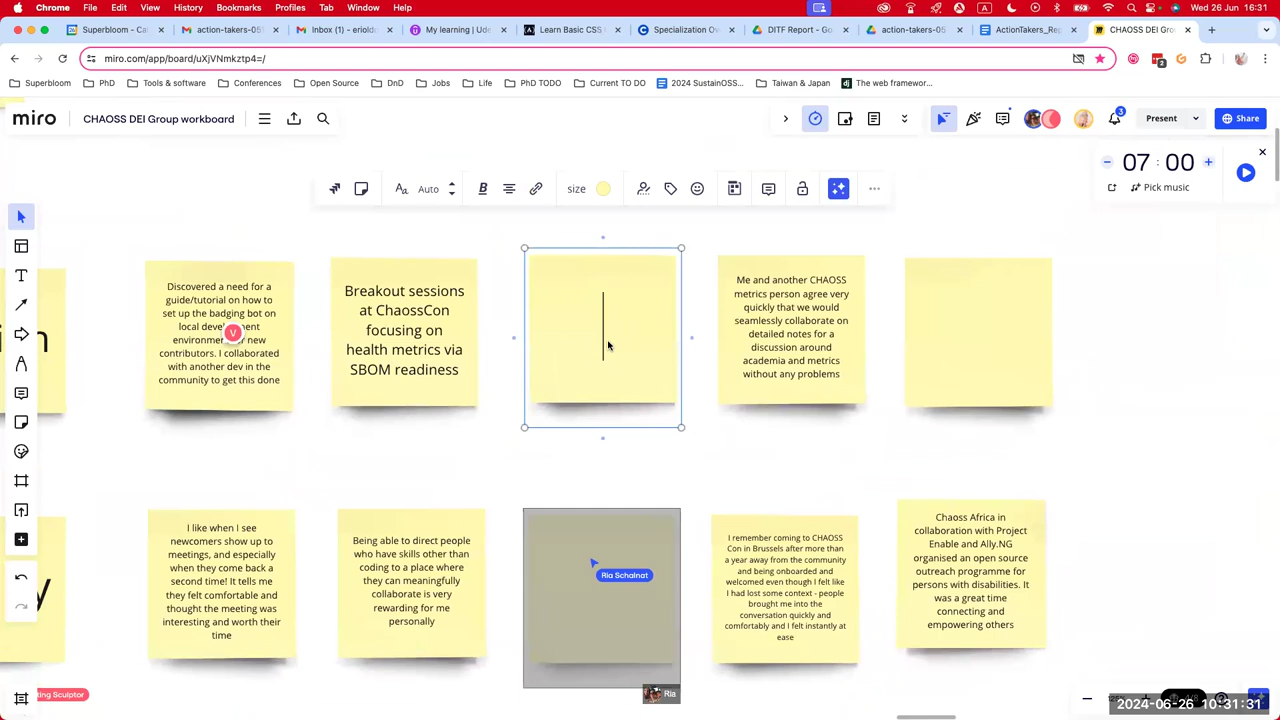 Chrome File Edit View History Bookmarks Profiles Tab Window Help
Wed 26 Jun 16:31
Superbloom – Ca
action-takers-05
Inbox (1) – eriold
My learning | Ude
Learn Basic CSS
Specialization Ov
DITF Report - Go
action-takers-05
ActionTakers_Rep
CHAOSS DEI Gro
miro.com/app/board/uXjVNmkztp4=/
2
Superbloom PhD Tools & software Conferences Open Source DnD Jobs Life PhD TODO Current TO DO 2024 SustainOSS... Taiwan & Japan The web framewor...
miro CHAOSS DEI Group workboard
3
Present
Share
07 : 00
Pick music
Aa Auto B size
Discovered a need for a
guide/tutorial on how to
set up the badging bot on
local
new
contributors. I collaborated
with another dev in the
community to get this done
V
Breakout sessions
at ChaossCon
focusing on
health metrics via
SBOM readiness
Me and another CHAOSS
metrics person agree very
quickly that we would
seamlessly collaborate on
detailed notes for a
discussion around
academia and metrics
without any problems
I like when I see
newcomers show up to
meetings, and especially
when they come back a
second time! It tells me
they felt comfortable and
thought the meeting was
interesting and worth their
time
Being able to direct people
who have skills other than
coding to a place where
they can meaningfully
collaborate is very
rewarding for me
personally
Ria Schalnat
Ria
I remember coming to CHAOSS
Con in Brussels after more than
a year away from the community
and being onboarded and
welcomed even though I felt like
I had lost some context - people
brought me into the
conversation quickly and
comfortably and I felt instantly at
ease
Chaoss Africa in
collaboration with Project
Enable and Ally.NG
organised an open source
outreach programme for
persons with disabilities. It
was a great time
connecting and
empowering others
ting Sculptor
2024-06-26 10:31:31